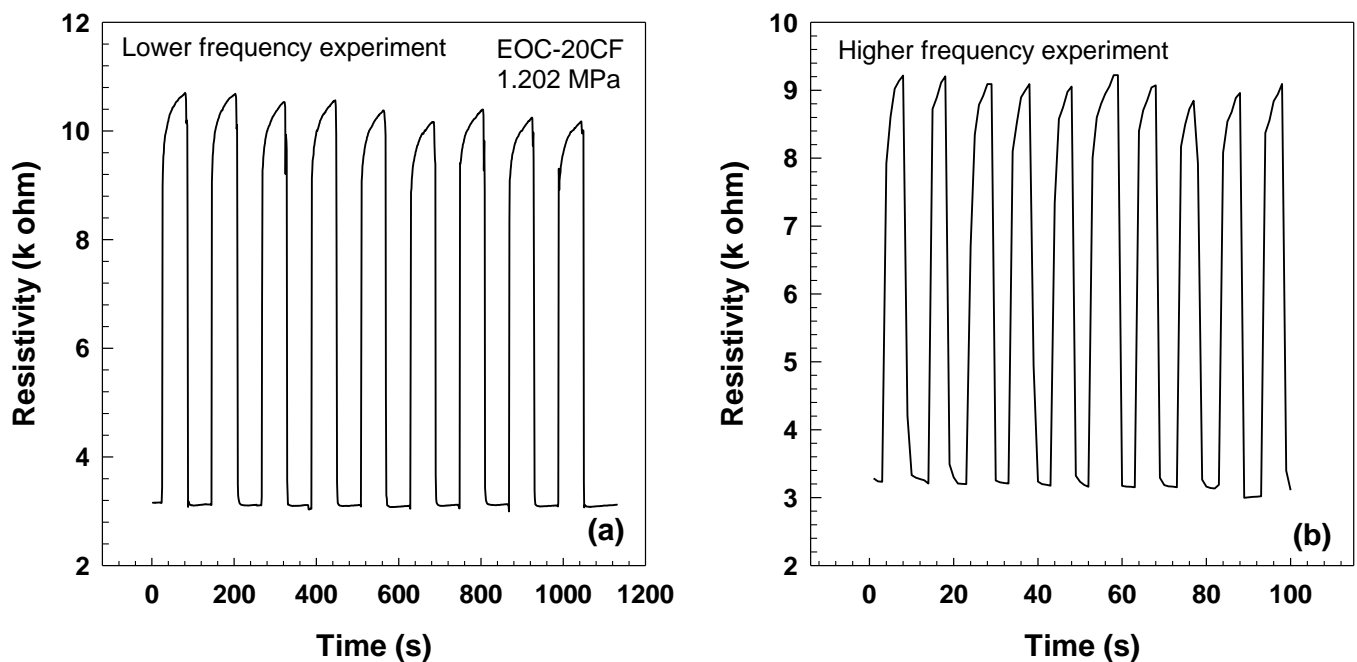 Lower frequency experiment
EOC-20CF
1.202 MPa
12
10
8
6
4
2
Resistivity (k ohm)
0
200
400
600
800
1000
1200
Time (s)
(a)
Higher frequency experiment
10
9
8
7
6
5
4
3
2
Resistivity (k ohm)
0
20
40
60
80
100
Time (s)
(b)